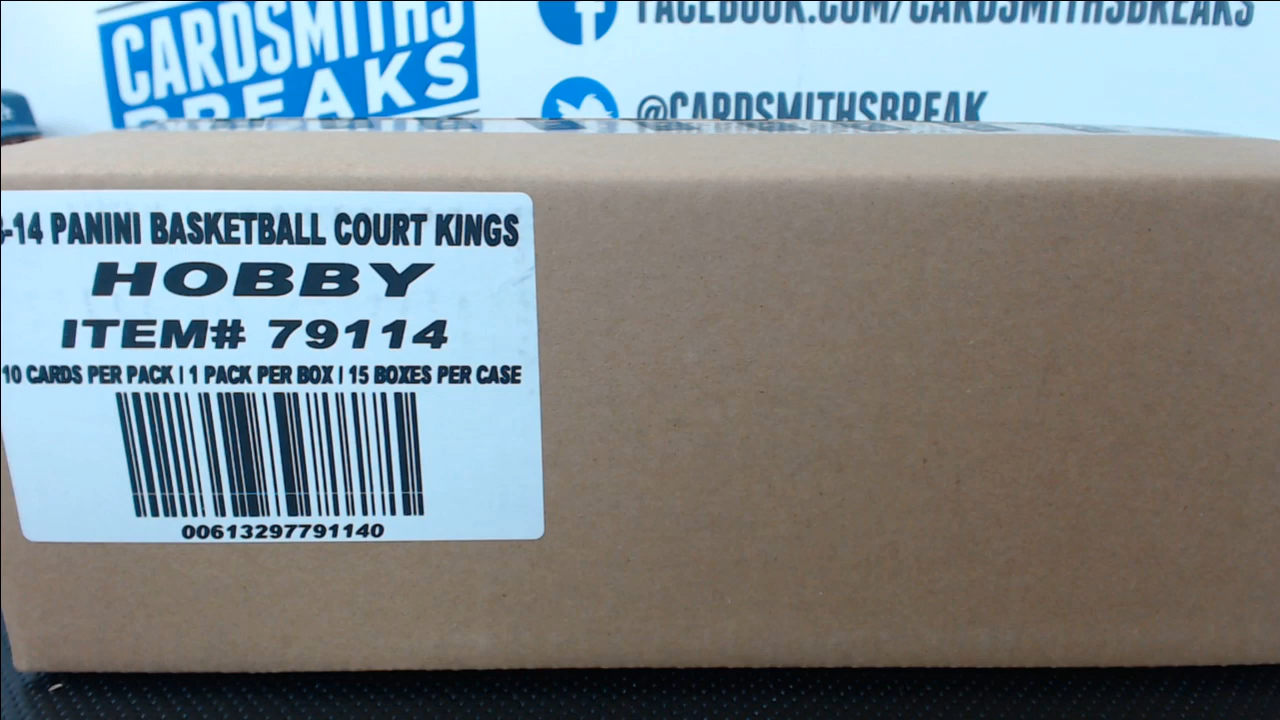 CARDSMITHS
BREAKS
FACEBOOK.COM/CARDSMITHSBREAKS
@CARDSMITHSBREAK
-14 PANINI BASKETBALL COURT KINGS
HOBBY
ITEM# 79114
10 CARDS PER PACK | 1 PACK PER BOX | 15 BOXES PER CASE
00613297791140